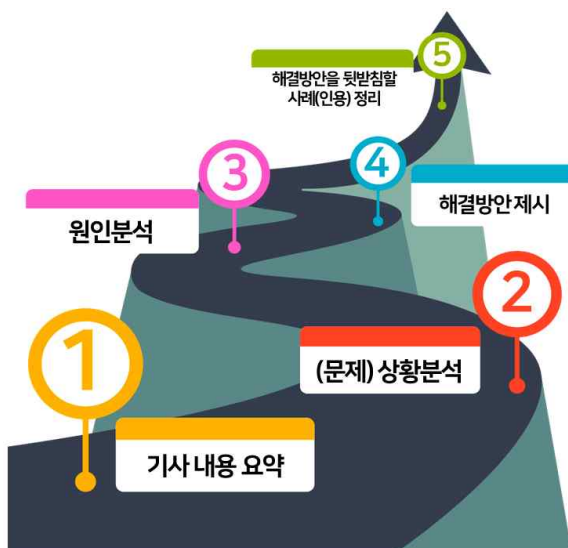 1
기사 내용 요약
2
(문제) 상황분석
3
원인분석
4
해결방안 제시
5
해결방안을 뒷받침할
사례(인용) 정리